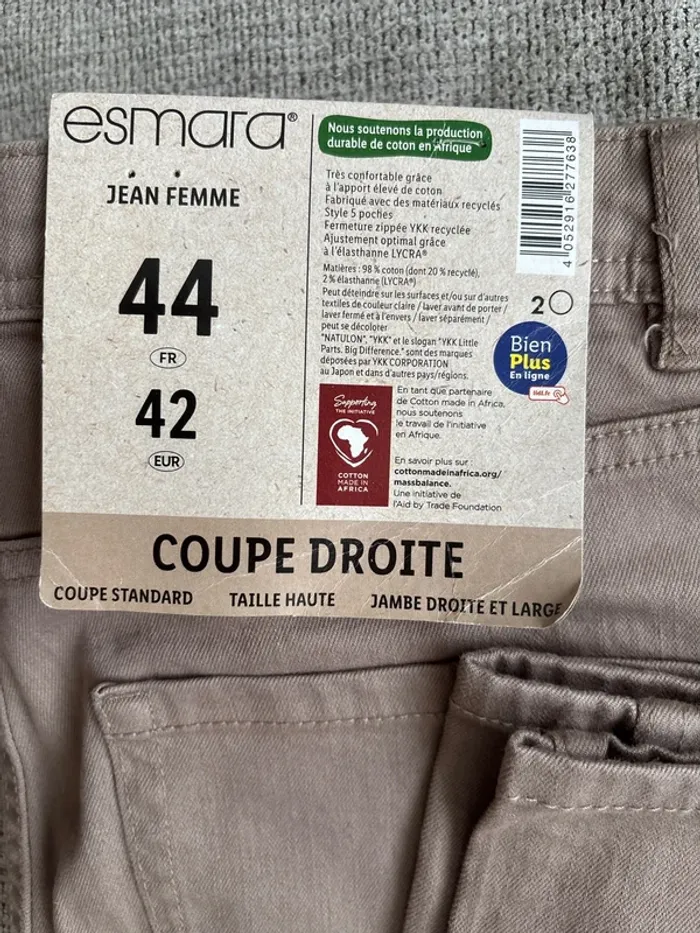 esmara®
JEAN FEMME
44
FR
42
EUR
Nous soutenons la production
durable de coton en Afrique
Très confortable grâce
à l'apport élevé de coton
Fabriqué avec des matériaux recyclés
Style 5 poches
Fermeture zippée YKK recyclée
Ajustement optimal grâce
à l'élasthanne LYCRA®
Matières : 98 % coton (dont 20 % recyclé),
2 % élasthanne (LYCRA®)
Peut déteindre sur les surfaces et/ou sur d'autres
textiles de couleur claire / laver avant de porter /
laver fermé et à l'envers / laver séparément /
peut se décolorer
"NATULON", "YKK" et le slogan "YKK Little
Parts. Big Difference." sont des marques
déposées par YKK CORPORATION
au Japon et dans d'autres pays/régions.
4 052916 277638
2
Bien
Plus
En ligne
lidl.fr
Supporting
THE INITIATIVE
COTTON
MADE IN
AFRICA
En tant que partenaire
de Cotton made in Africa,
nous soutenons
le travail de l'initiative
en Afrique.
En savoir plus :
cottonmadeinafrica.org/
massbalance.
Une initiative de
l'Aid by Trade Foundation
COUPE DROITE
COUPE STANDARD TAILLE HAUTE JAMBE DROITE ET LARGE